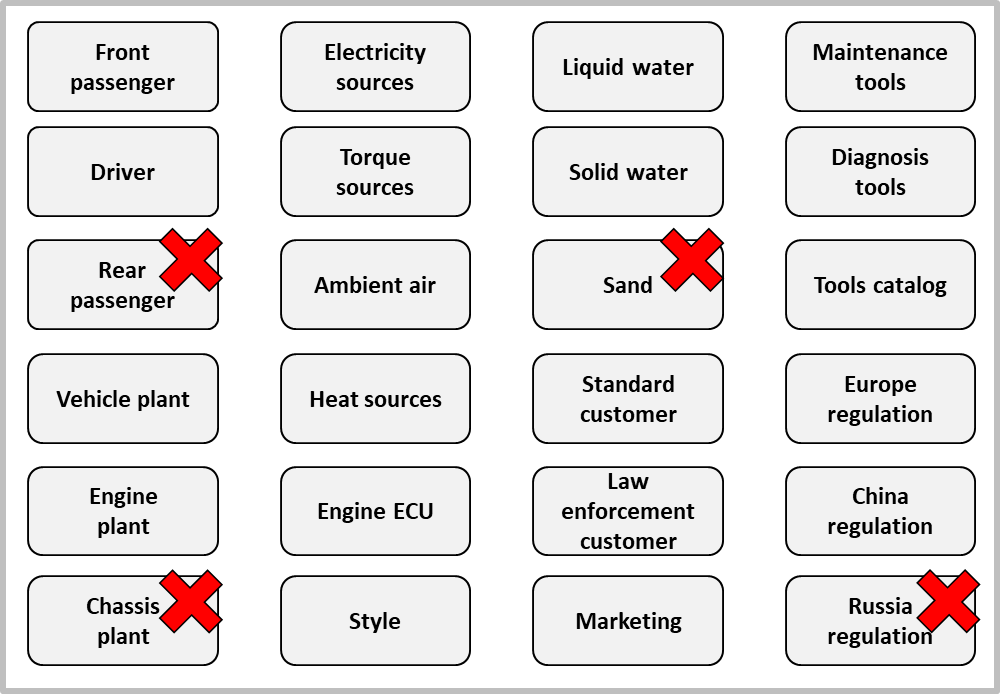 Front
passenger
Electricity
sources
Liquid water
Maintenance
tools
Driver
Torque
sources
Solid water
Diagnosis
tools
Rear
passenger
Ambient air
Sand
Tools catalog
Vehicle plant
Heat sources
Standard
customer
Europe
regulation
Engine
plant
Engine ECU
Law
enforcement
customer
China
regulation
Chassis
plant
Style
Marketing
Russia
regulation